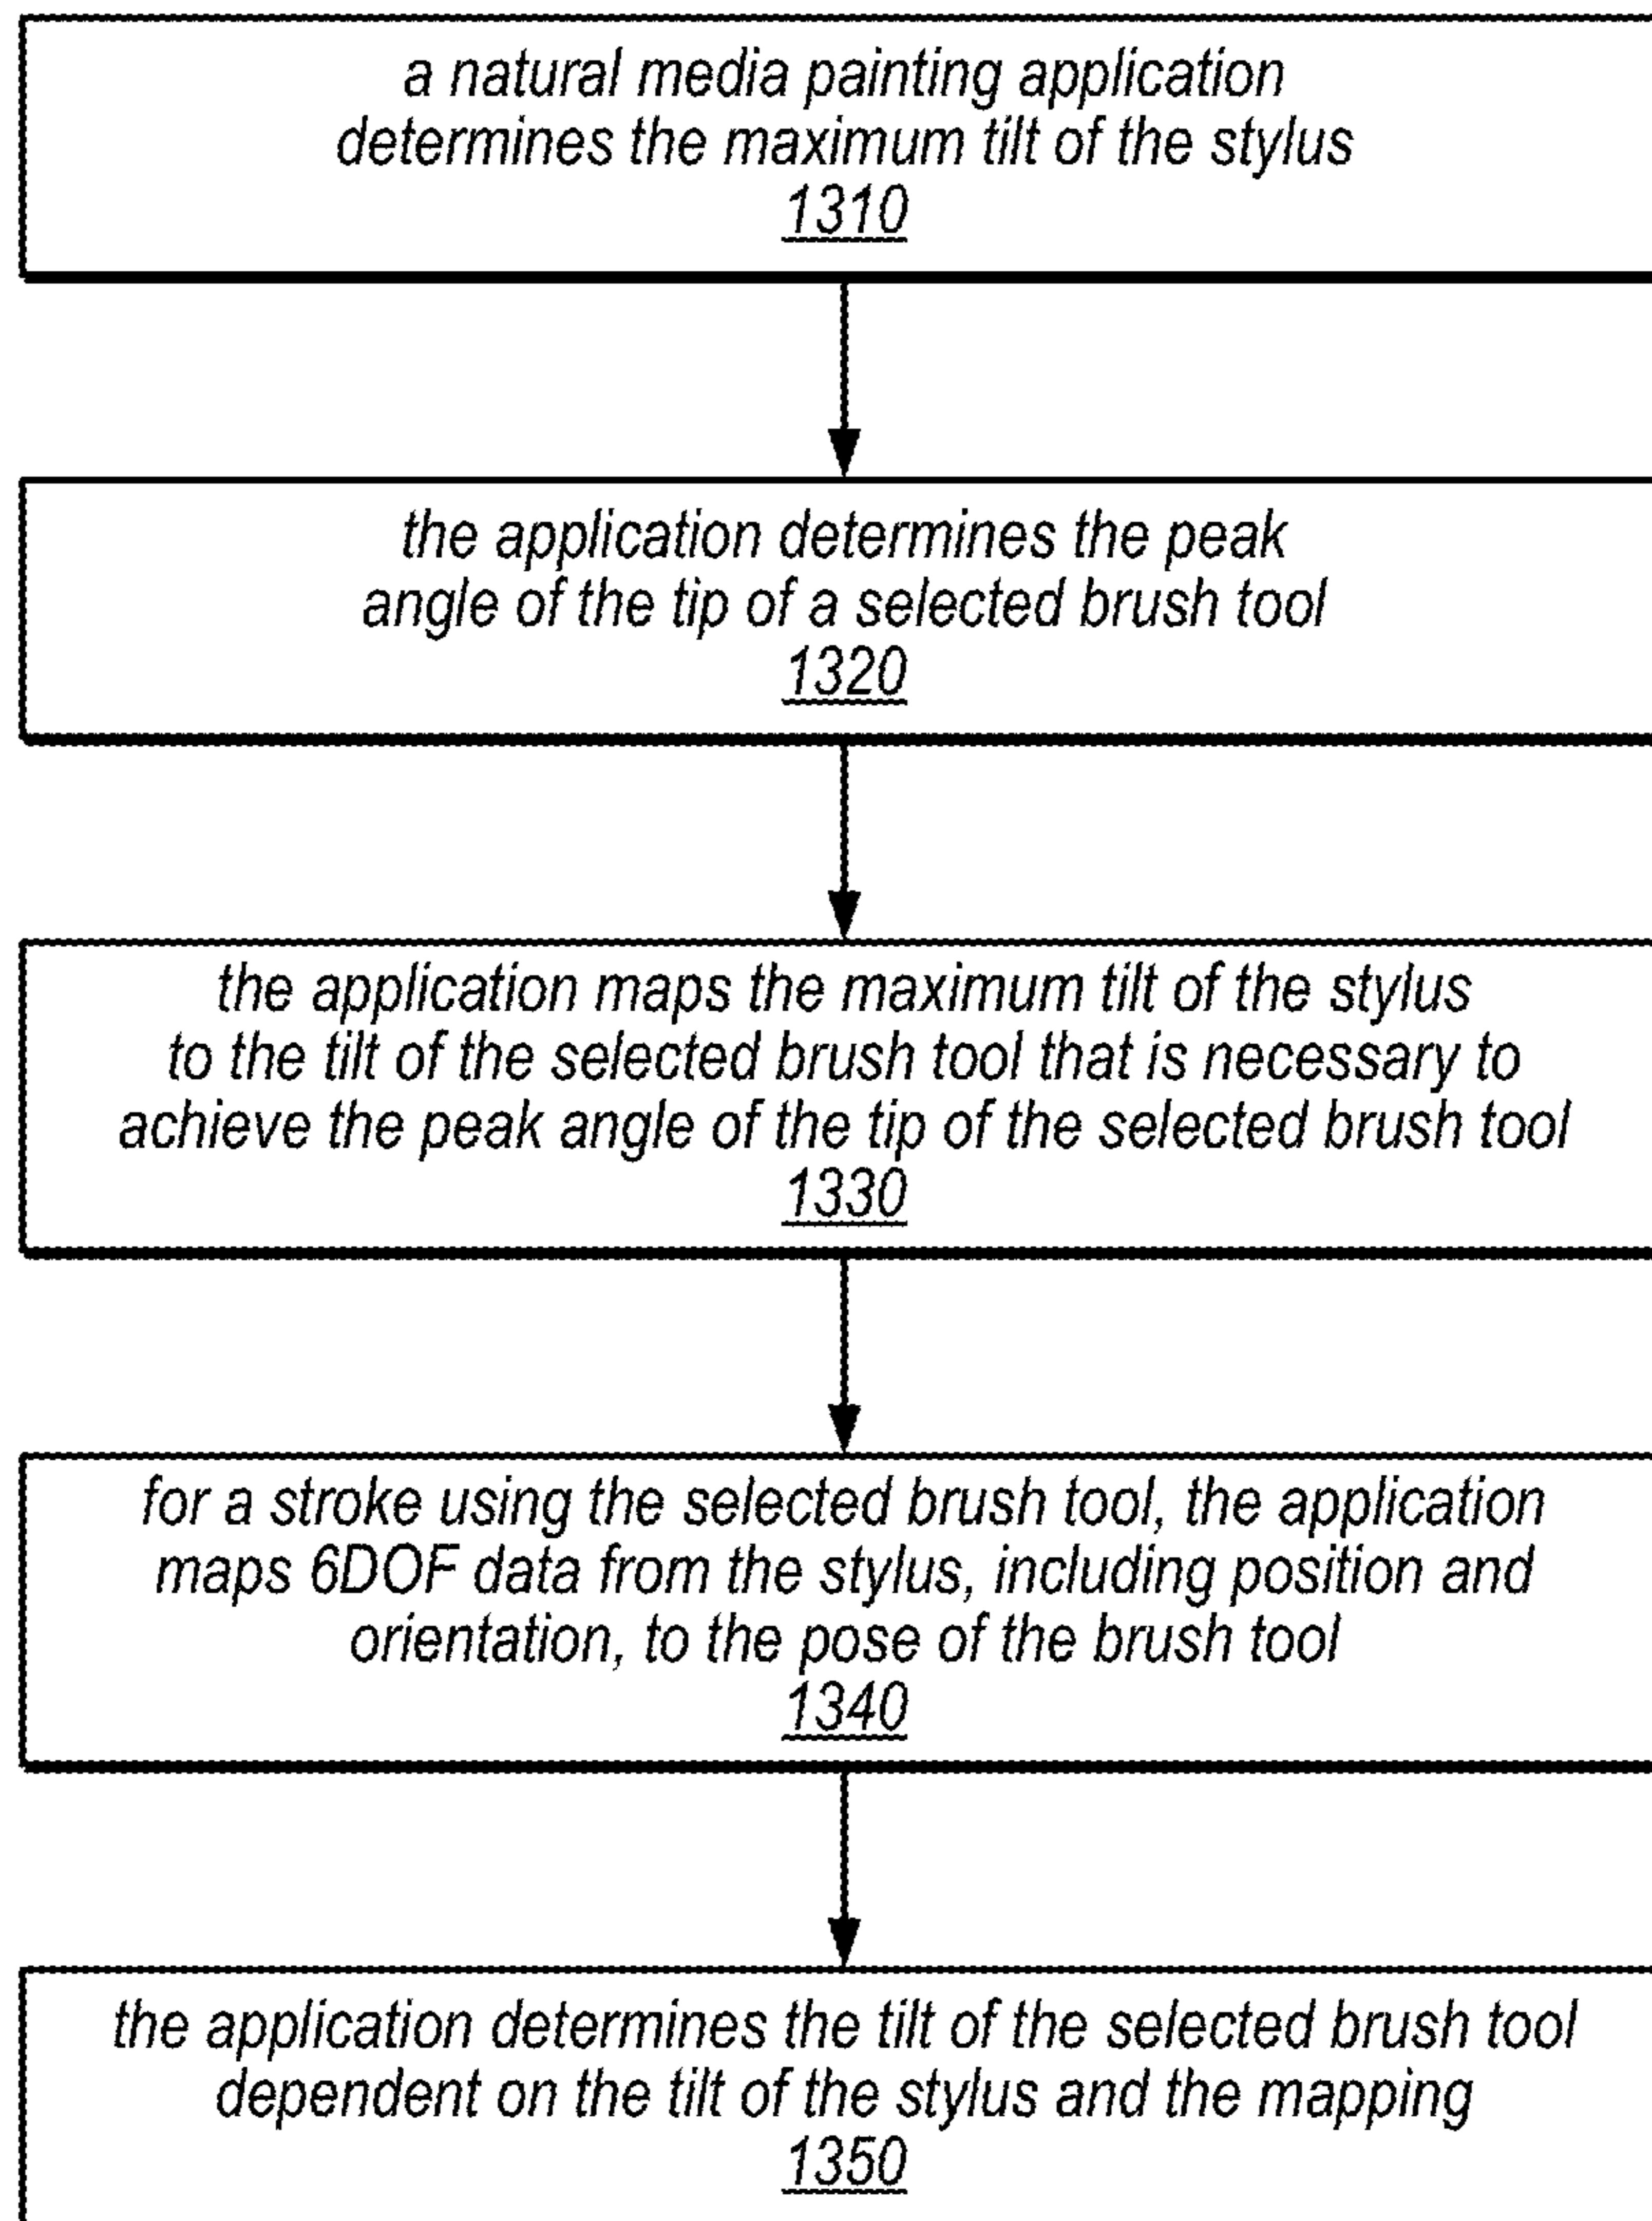 a natural media painting application
determines the maximum tilt of the stylus
1310
the application determines the peak
angle of the tip of a selected brush tool
1320
the application maps the maximum tilt of the stylus
to the tilt of the selected brush tool that is necessary to
achieve the peak angle of the tip of the selected brush tool
1330
for a stroke using the selected brush tool, the application
maps 6DOF data from the stylus, including position and
orientation, to the pose of the brush tool
1340
the application determines the tilt of the selected brush tool
dependent on the tilt of the stylus and the mapping
1350